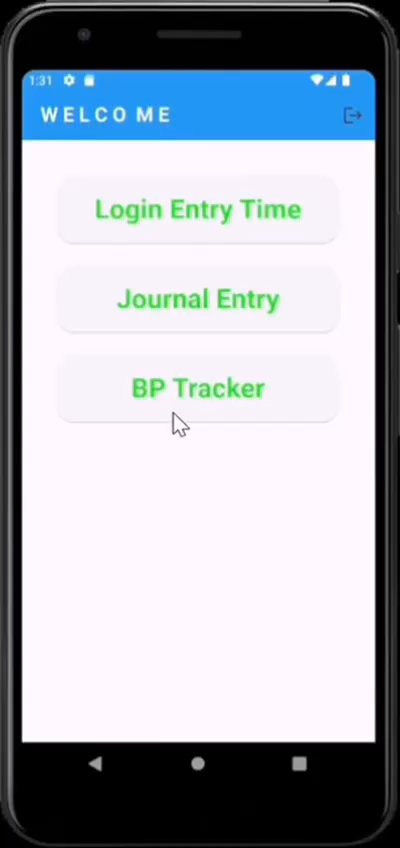 1:31
WELCOME
Login Entry Time
Journal Entry
BP Tracker